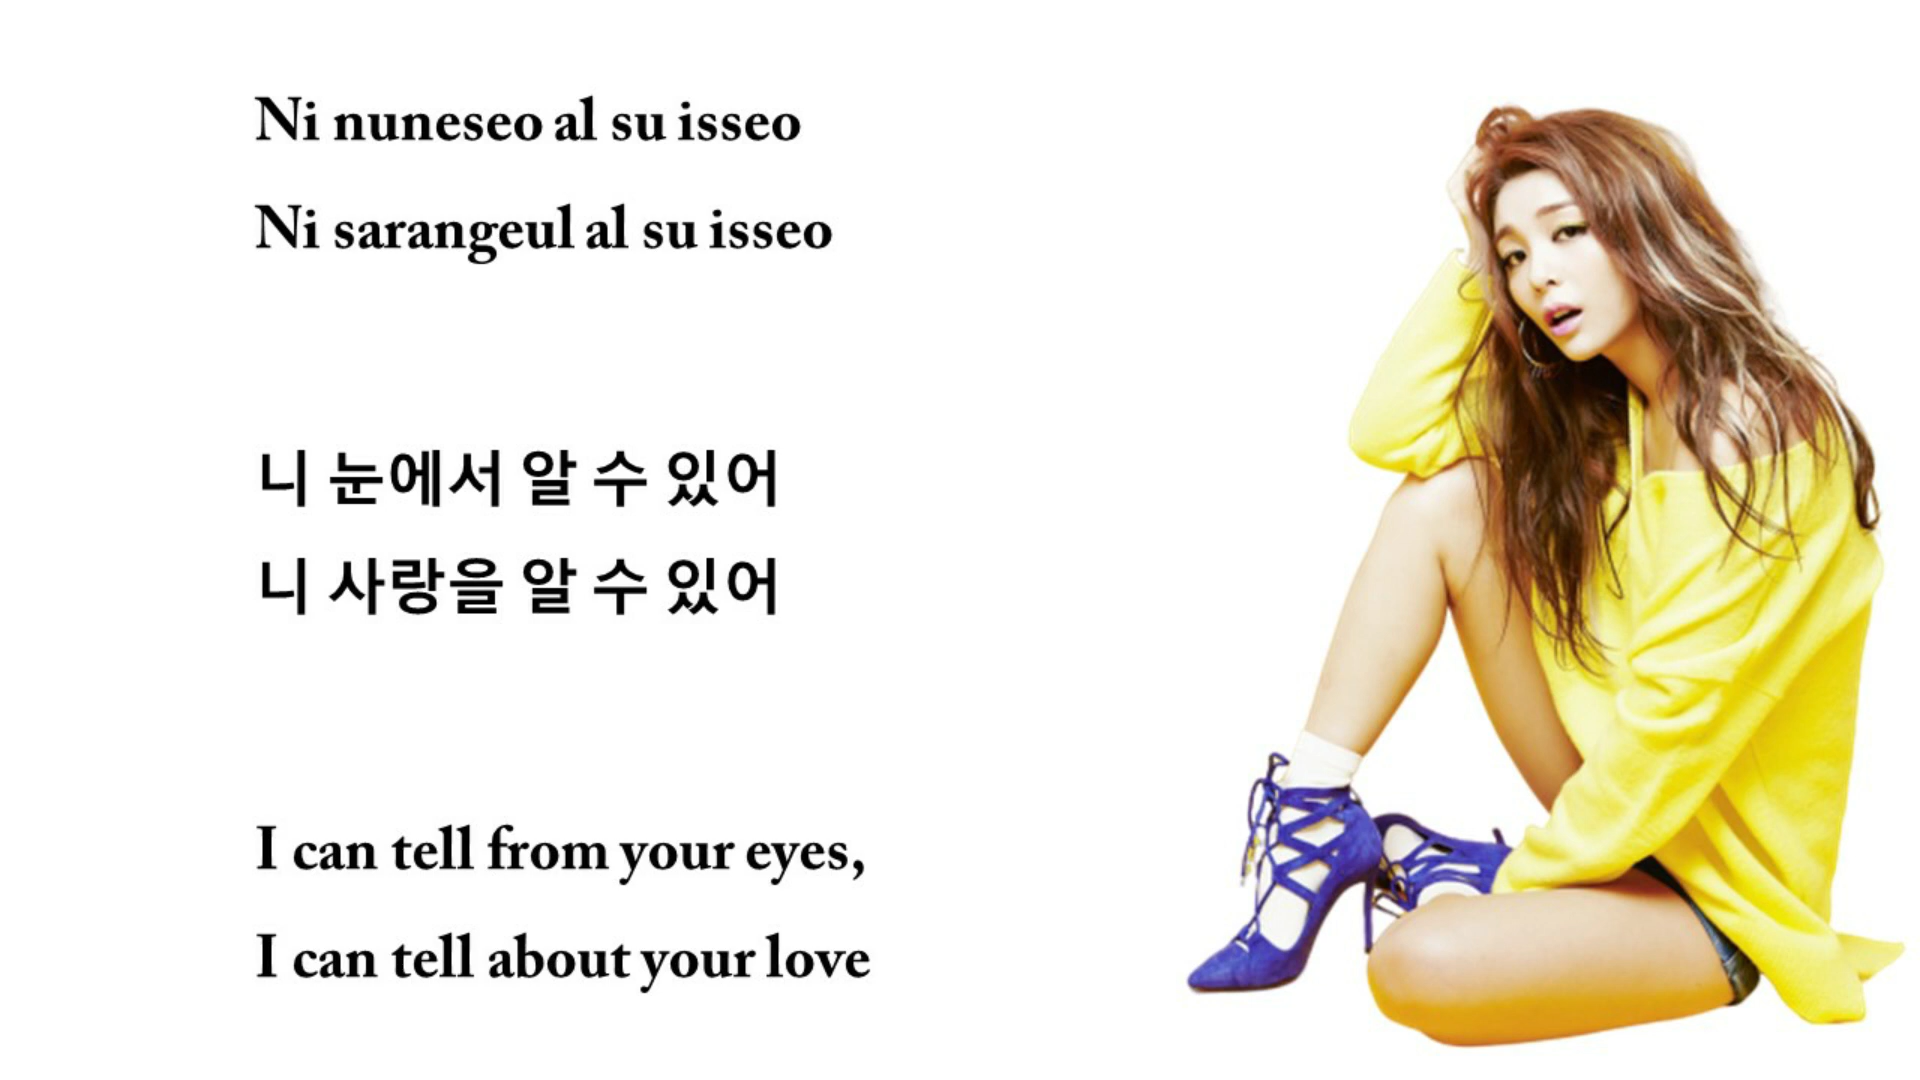 Ni nuneseo al su isseo
Ni sarangeul al su isseo
니 눈에서 알 수 있어
니 사랑을 알 수 있어
I can tell from your eyes,
I can tell about your love